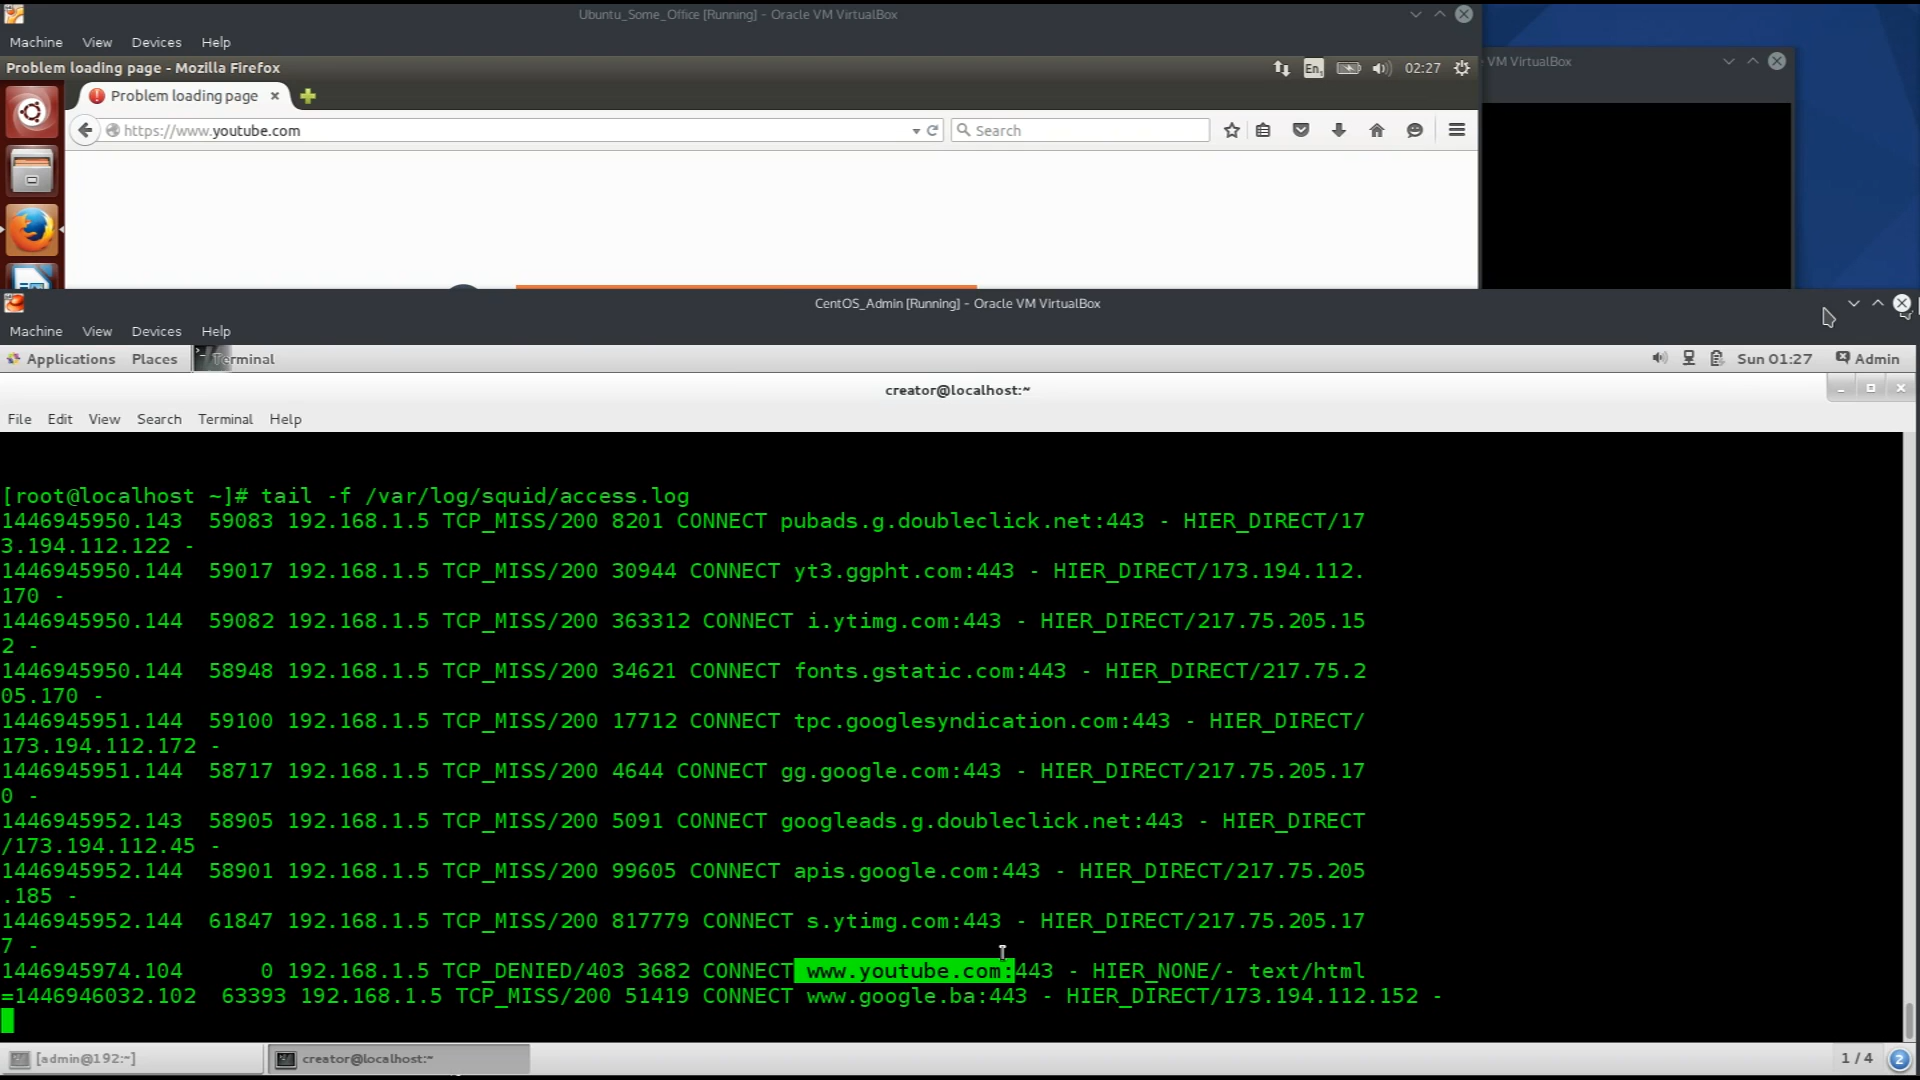 Ubuntu_Some_Office [Running] - Oracle VM VirtualBox
Machine View Devices Help
VM VirtualBox
Problem loading page - Mozilla Firefox
En
02:27
Problem loading page
https://www.youtube.com
Search
CentOS_Admin [Running] - Oracle VM VirtualBox
Machine View Devices Help
Applications Places Terminal
Sun 01:27 Admin
creator@localhost:~
File Edit View Search Terminal Help
[root@localhost ~]# tail -f /var/log/squid/access.log
1446945950.143  59083 192.168.1.5 TCP_MISS/200 8201 CONNECT pubads.g.doubleclick.net:443 - HIER_DIRECT/17
3.194.112.122 -
1446945950.144  59017 192.168.1.5 TCP_MISS/200 30944 CONNECT yt3.ggpht.com:443 - HIER_DIRECT/173.194.112.
170 -
1446945950.144  59082 192.168.1.5 TCP_MISS/200 363312 CONNECT i.ytimg.com:443 - HIER_DIRECT/217.75.205.15
2 -
1446945950.144  58948 192.168.1.5 TCP_MISS/200 34621 CONNECT fonts.gstatic.com:443 - HIER_DIRECT/217.75.2
05.170 -
1446945951.144  59100 192.168.1.5 TCP_MISS/200 17712 CONNECT tpc.googlesyndication.com:443 - HIER_DIRECT/
173.194.112.172 -
1446945951.144  58717 192.168.1.5 TCP_MISS/200 4644 CONNECT gg.google.com:443 - HIER_DIRECT/217.75.205.17
0 -
1446945952.143  58905 192.168.1.5 TCP_MISS/200 5091 CONNECT googleads.g.doubleclick.net:443 - HIER_DIRECT
/173.194.112.45 -
1446945952.144  58901 192.168.1.5 TCP_MISS/200 99605 CONNECT apis.google.com:443 - HIER_DIRECT/217.75.205
.185 -
1446945952.144  61847 192.168.1.5 TCP_MISS/200 817779 CONNECT s.ytimg.com:443 - HIER_DIRECT/217.75.205.17
7 -
1446945974.104      0 192.168.1.5 TCP_DENIED/403 3682 CONNECT www.youtube.com:443 - HIER_NONE/- text/html
=1446946032.102  63393 192.168.1.5 TCP_MISS/200 51419 CONNECT www.google.ba:443 - HIER_DIRECT/173.194.112.152 -
[admin@192:~]
creator@localhost:~
1 / 4
2